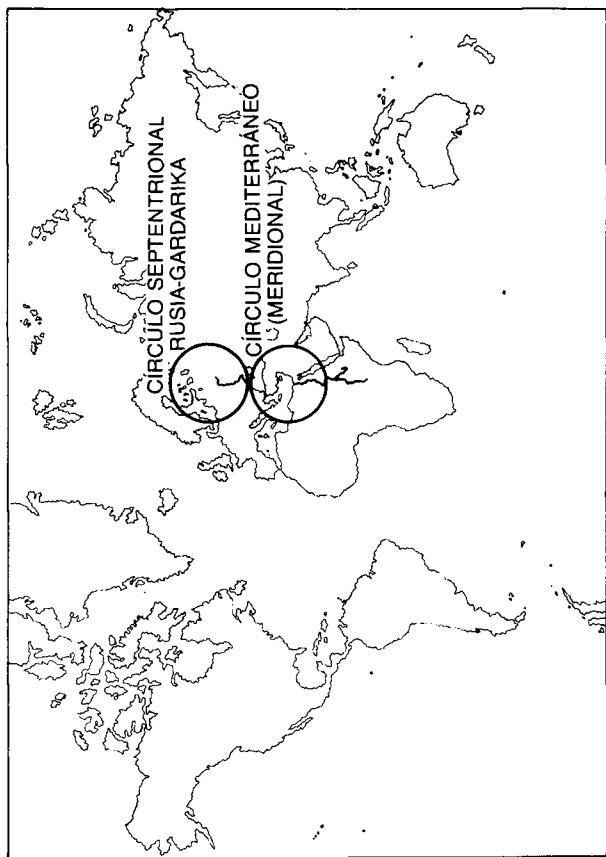 CÍRCULO SEPTENTRIONAL
RUSIA-GARDARIKA
CÍRCULO MEDITERRÁNEO
(MERIDIONAL)